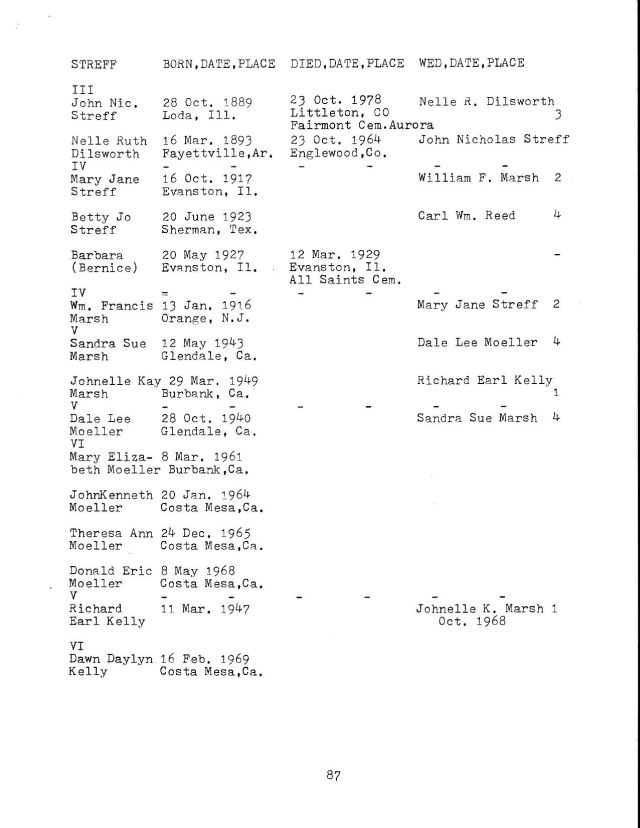 STREFF BORN,DATE,PLACE DIED,DATE,PLACE WED,DATE,PLACE
III
John Nic. 28 Oct. 1889 23 Oct. 1978 Nelle R. Dilsworth
Streff Loda, Ill. Littleton, CO 3
Fairmont Cem.Aurora
Nelle Ruth 16 Mar. 1893 23 Oct. 1964 John Nicholas Streff
Dilsworth Fayettville,Ar. Englewood,Co.
IV - - - - - -
Mary Jane 16 Oct. 1917 William F. Marsh 2
Streff Evanston, Il.
Betty Jo 20 June 1923 Carl Wm. Reed 4
Streff Sherman, Tex.
Barbara 20 May 1927 12 Mar. 1929 -
(Bernice) Evanston, Il. Evanston, Il.
All Saints Cem.
IV = - - - - -
Wm. Francis 13 Jan. 1916 Mary Jane Streff 2
Marsh Orange, N.J.
V
Sandra Sue 12 May 1943 Dale Lee Moeller 4
Marsh Glendale, Ca.
Johnelle Kay 29 Mar. 1949 Richard Earl Kelly
Marsh Burbank, Ca. 1
V - - - - - -
Dale Lee 28 Oct. 1940 Sandra Sue Marsh 4
Moeller Glendale, Ca.
VI
Mary Eliza- 8 Mar. 1961
beth Moeller Burbank,Ca.
JohnKenneth 20 Jan. 1964
Moeller Costa Mesa,Ca.
Theresa Ann 24 Dec. 1965
Moeller Costa Mesa,Ca.
Donald Eric 8 May 1968
Moeller Costa Mesa,Ca.
V - - - - - -
Richard 11 Mar. 1947 Johnelle K. Marsh 1
Earl Kelly Oct. 1968
VI
Dawn Daylyn 16 Feb. 1969
Kelly Costa Mesa,Ca.
87